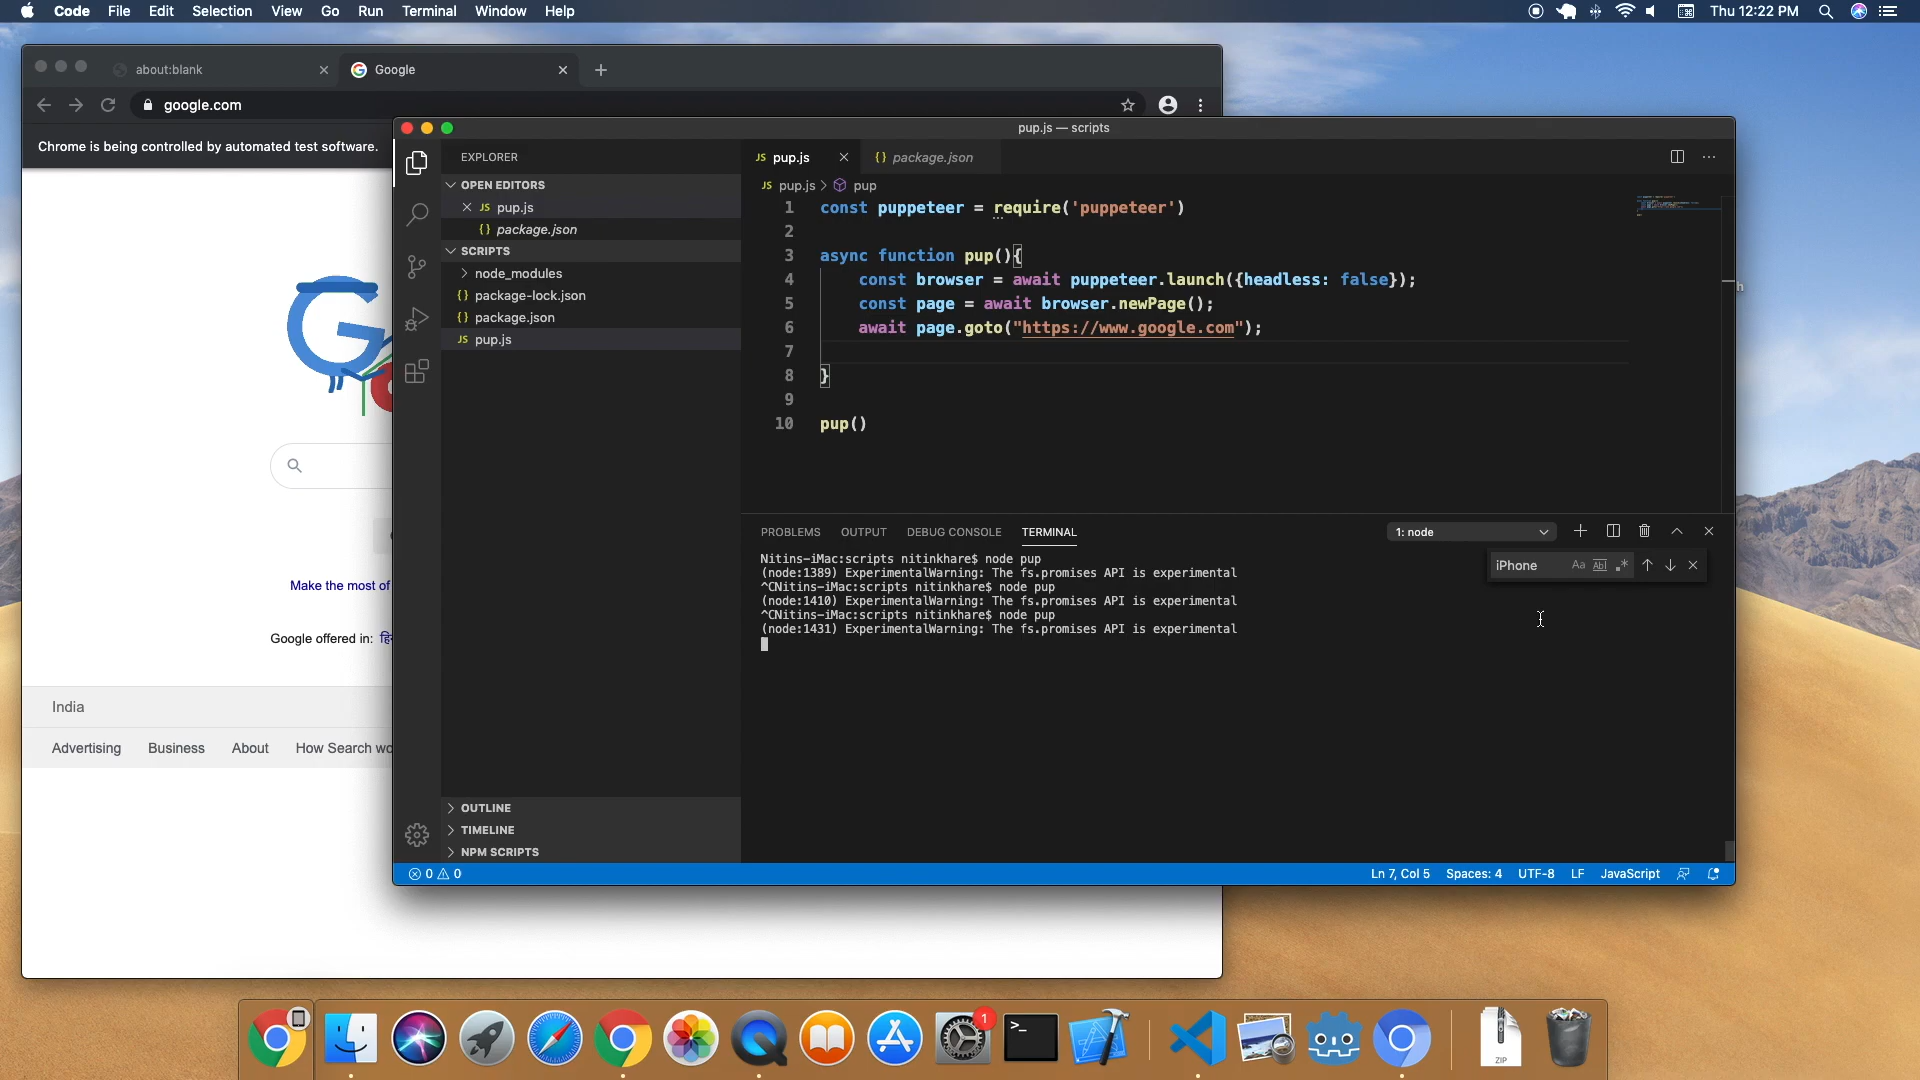 Code File Edit Selection View Go Run Terminal Window Help
Thu 12:22 PM
about:blank
Google
google.com
Chrome is being controlled by automated test software.
pup.js — scripts
EXPLORER
OPEN EDITORS
JS pup.js
{} package.json
SCRIPTS
node_modules
{} package-lock.json
{} package.json
JS pup.js
OUTLINE
TIMELINE
NPM SCRIPTS
JS pup.js
{} package.json
JS pup.js > pup
1 const puppeteer = require('puppeteer')
2
3 async function pup(){
4 const browser = await puppeteer.launch({headless: false});
5 const page = await browser.newPage();
6 await page.goto("https://www.google.com");
7
8 }
9
10 pup()
PROBLEMS OUTPUT DEBUG CONSOLE TERMINAL
1: node
iPhone Aa Abl .*
Nitins-iMac:scripts nitinkhare$ node pup
(node:1389) ExperimentalWarning: The fs.promises API is experimental
^CNitins-iMac:scripts nitinkhare$ node pup
(node:1410) ExperimentalWarning: The fs.promises API is experimental
^CNitins-iMac:scripts nitinkhare$ node pup
(node:1431) ExperimentalWarning: The fs.promises API is experimental
0 0
Ln 7, Col 5 Spaces: 4 UTF-8 LF JavaScript
Make the most of
Google offered in:
India
Advertising Business About How Search
h
1
>_
ZIP